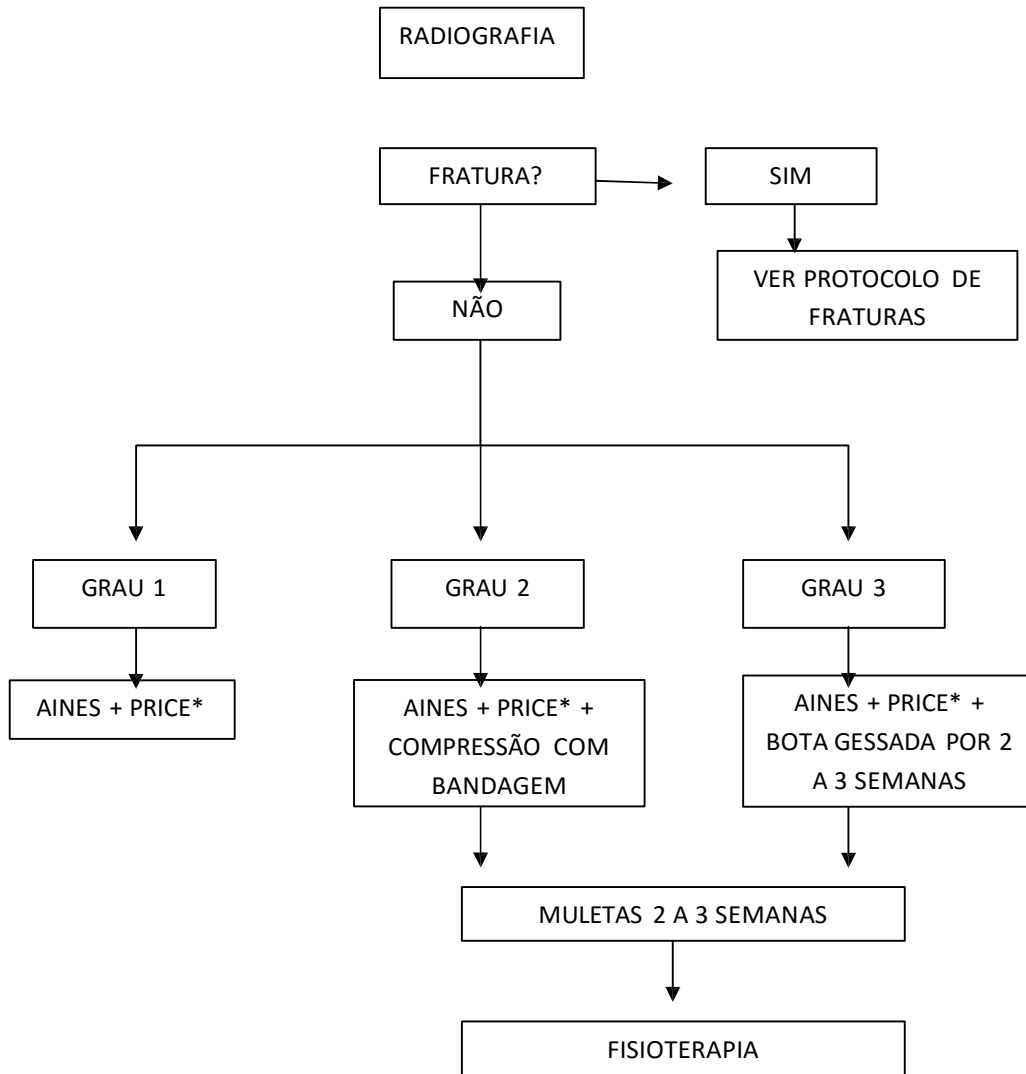 RADIOGRAFIA
FRATURA?
SIM
VER PROTOCOLO DE
FRATURAS
NÃO
GRAU 1
GRAU 2
GRAU 3
AINES + PRICE*
AINES + PRICE* +
COMPRESSÃO COM
BANDAGEM
AINES + PRICE* +
BOTA GESSADA POR 2
A 3 SEMANAS
MULETAS 2 A 3 SEMANAS
FISIOTERAPIA